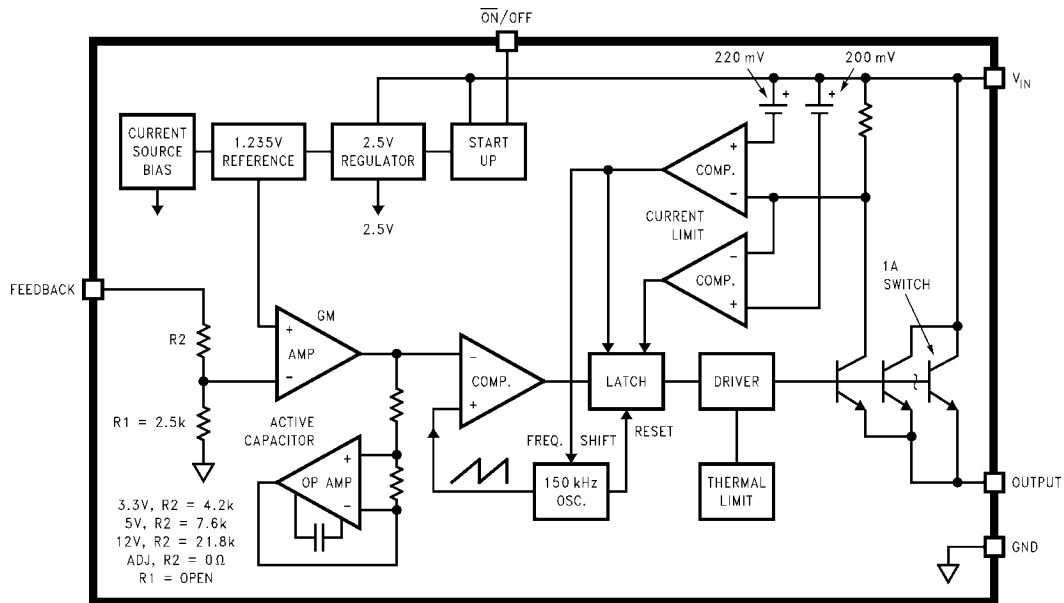 ON/OFF
220 mV
200 mV
+
+
VIN
CURRENT
SOURCE
BIAS
1.235V
REFERENCE
2.5V
REGULATOR
START
UP
+
COMP.
−
2.5V
CURRENT
LIMIT
−
COMP.
+
1A
SWITCH
FEEDBACK
GM
R2
+
AMP
−
−
COMP.
+
LATCH
DRIVER
R1 = 2.5k
ACTIVE
CAPACITOR
FREQ. SHIFT
RESET
+
OP AMP
−
150 kHz
OSC.
THERMAL
LIMIT
OUTPUT
3.3V, R2 = 4.2k
5V, R2 = 7.6k
12V, R2 = 21.8k
ADJ, R2 = 0Ω
R1 = OPEN
GND